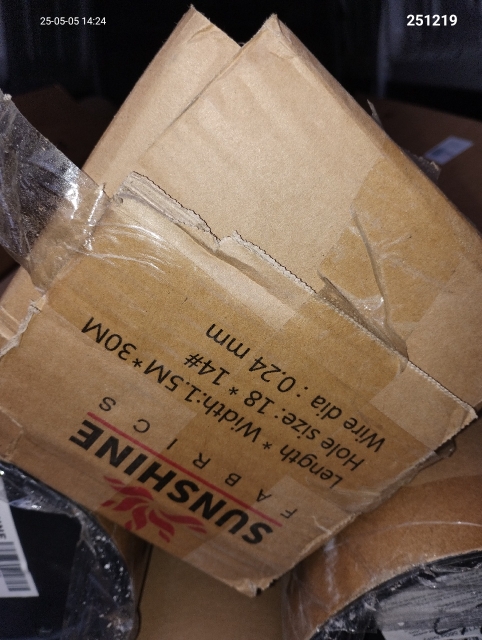 25-05-05 14:24
251219
SUNSHINE
FABRICS
Length * Width:1.5M*30M
Hole size: 18 * 14#
Wire dia : 0.24 mm